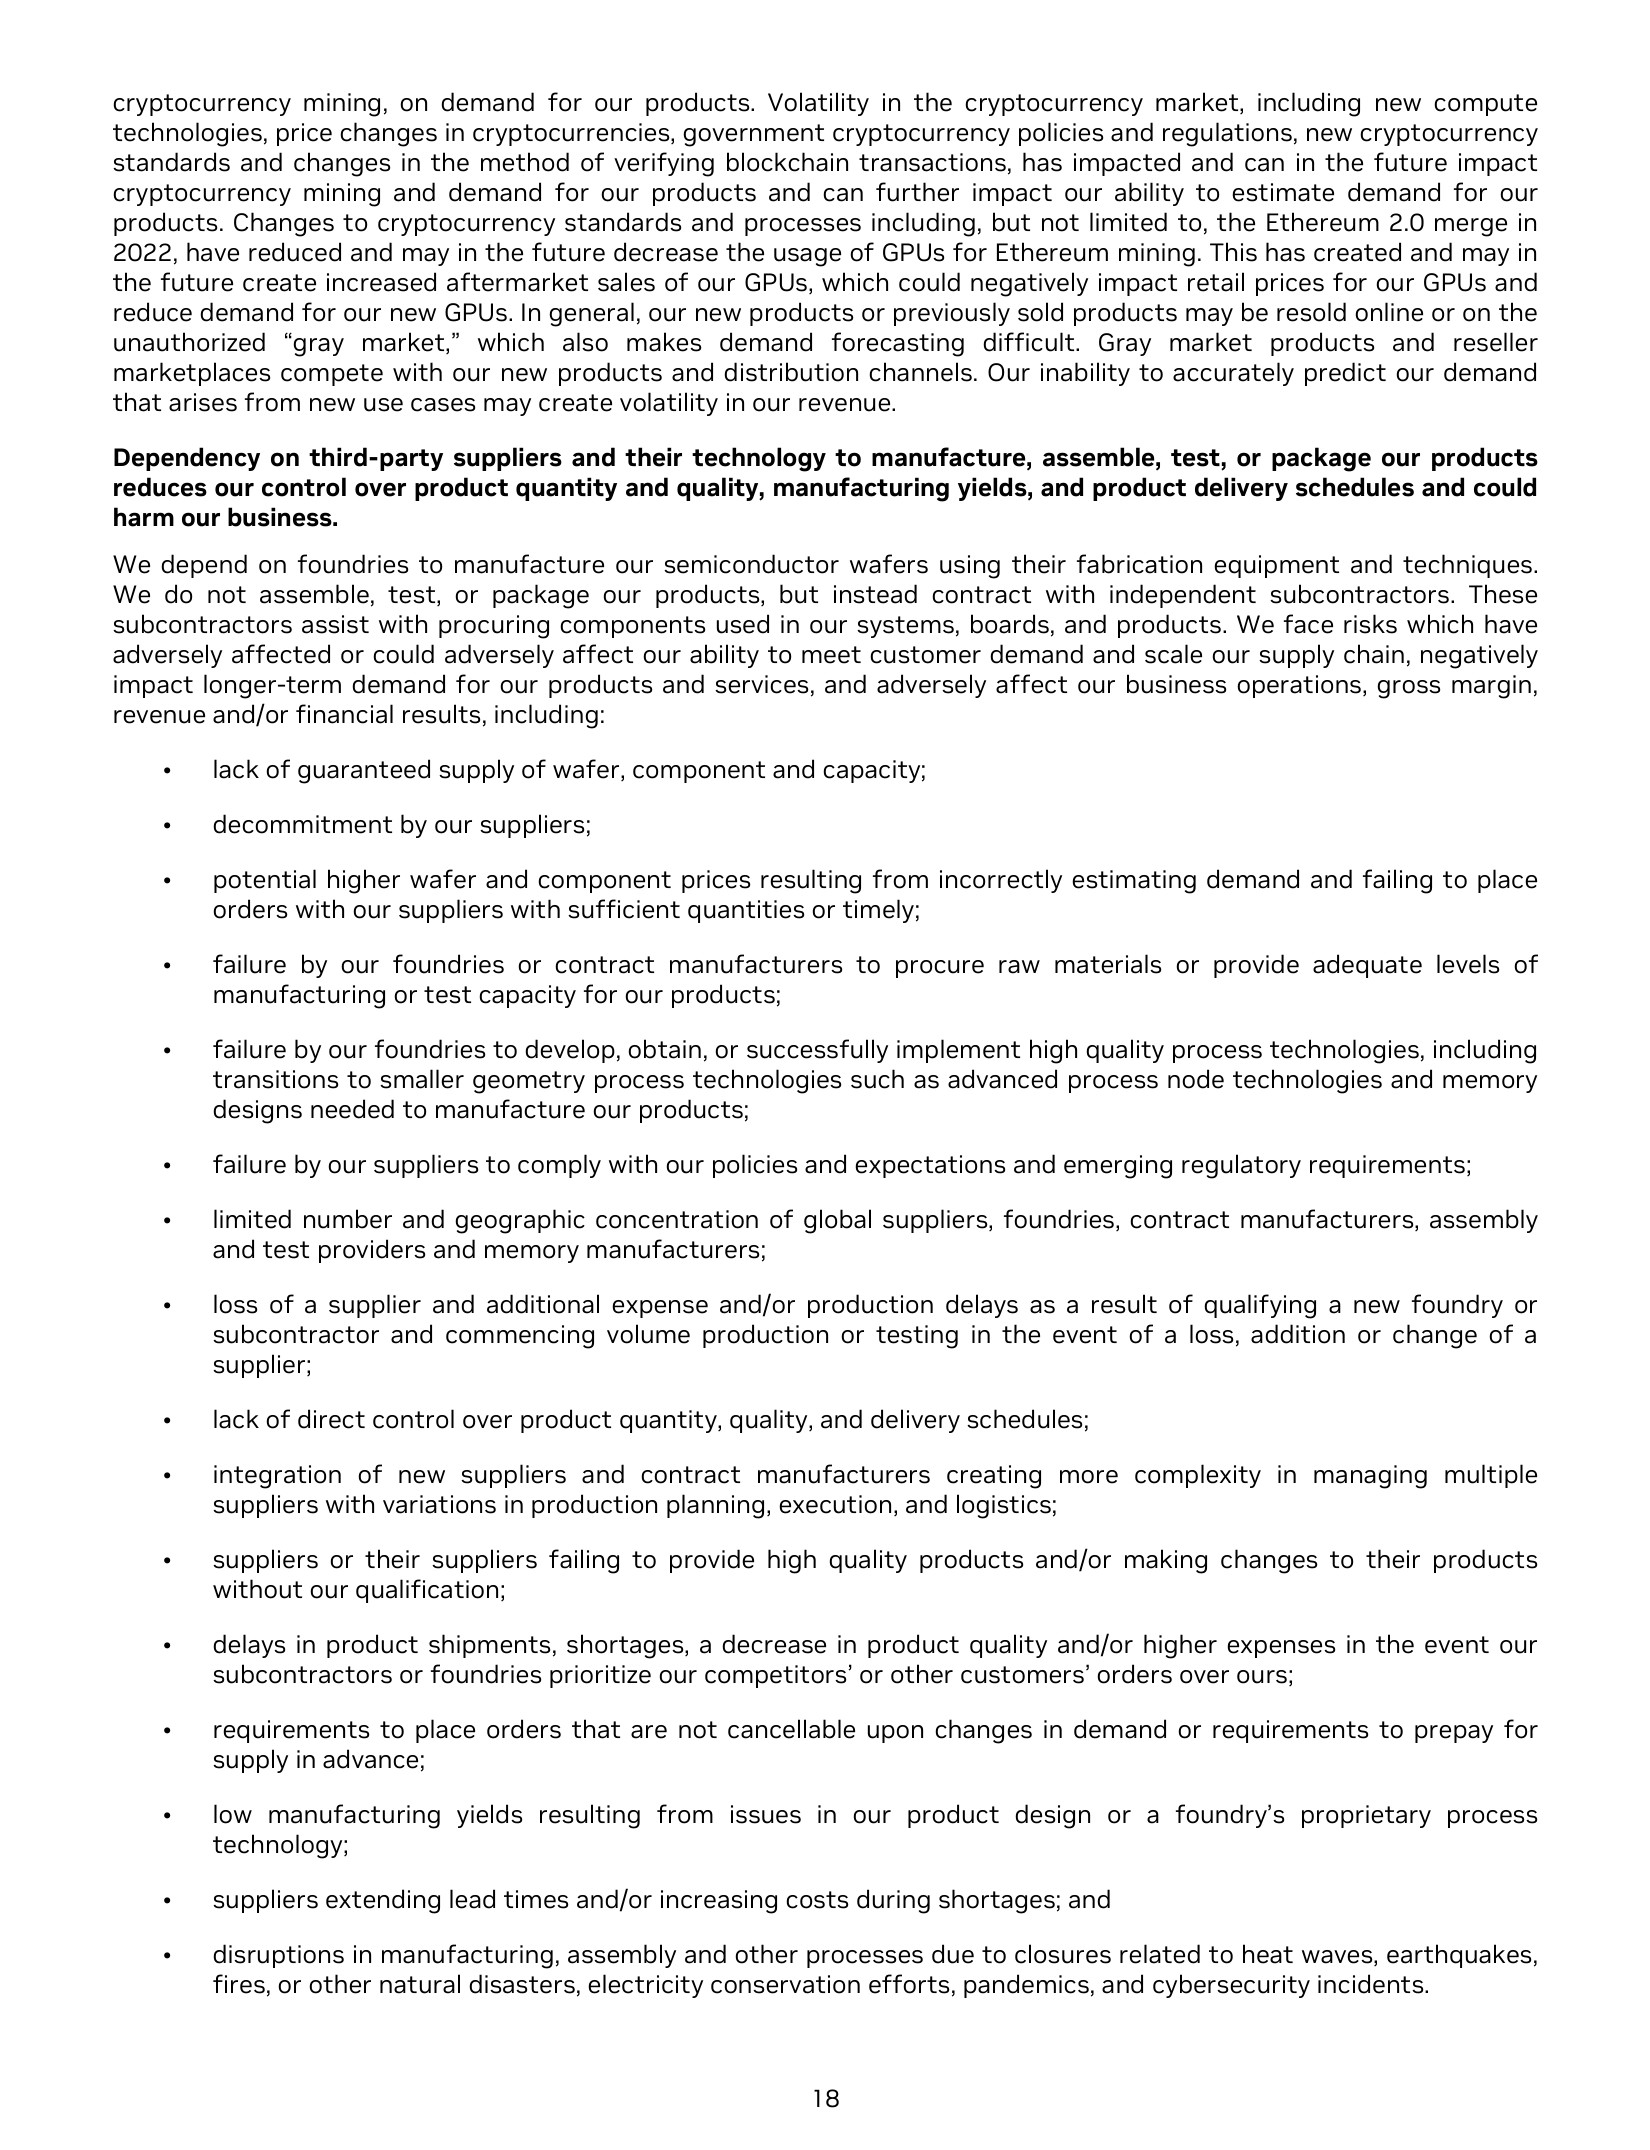 cryptocurrency mining, on demand for our products. Volatility in the cryptocurrency market, including new compute
technologies, price changes in cryptocurrencies, government cryptocurrency policies and regulations, new cryptocurrency
standards and changes in the method of verifying blockchain transactions, has impacted and can in the future impact
cryptocurrency mining and demand for our products and can further impact our ability to estimate demand for our
products. Changes to cryptocurrency standards and processes including, but not limited to, the Ethereum 2.0 merge in
2022, have reduced and may in the future decrease the usage of GPUs for Ethereum mining. This has created and may in
the future create increased aftermarket sales of our GPUs, which could negatively impact retail prices for our GPUs and
reduce demand for our new GPUs. In general, our new products or previously sold products may be resold online or on the
unauthorized “gray market,” which also makes demand forecasting difficult. Gray market products and reseller
marketplaces compete with our new products and distribution channels. Our inability to accurately predict our demand
that arises from new use cases may create volatility in our revenue.
Dependency on third-party suppliers and their technology to manufacture, assemble, test, or package our products
reduces our control over product quantity and quality, manufacturing yields, and product delivery schedules and could
harm our business.
We depend on foundries to manufacture our semiconductor wafers using their fabrication equipment and techniques.
We do not assemble, test, or package our products, but instead contract with independent subcontractors. These
subcontractors assist with procuring components used in our systems, boards, and products. We face risks which have
adversely affected or could adversely affect our ability to meet customer demand and scale our supply chain, negatively
impact longer-term demand for our products and services, and adversely affect our business operations, gross margin,
revenue and/or financial results, including:
• lack of guaranteed supply of wafer, component and capacity;
• decommitment by our suppliers;
• potential higher wafer and component prices resulting from incorrectly estimating demand and failing to place
orders with our suppliers with sufficient quantities or timely;
• failure by our foundries or contract manufacturers to procure raw materials or provide adequate levels of
manufacturing or test capacity for our products;
• failure by our foundries to develop, obtain, or successfully implement high quality process technologies, including
transitions to smaller geometry process technologies such as advanced process node technologies and memory
designs needed to manufacture our products;
• failure by our suppliers to comply with our policies and expectations and emerging regulatory requirements;
• limited number and geographic concentration of global suppliers, foundries, contract manufacturers, assembly
and test providers and memory manufacturers;
• loss of a supplier and additional expense and/or production delays as a result of qualifying a new foundry or
subcontractor and commencing volume production or testing in the event of a loss, addition or change of a
supplier;
• lack of direct control over product quantity, quality, and delivery schedules;
• integration of new suppliers and contract manufacturers creating more complexity in managing multiple
suppliers with variations in production planning, execution, and logistics;
• suppliers or their suppliers failing to provide high quality products and/or making changes to their products
without our qualification;
• delays in product shipments, shortages, a decrease in product quality and/or higher expenses in the event our
subcontractors or foundries prioritize our competitors’ or other customers’ orders over ours;
• requirements to place orders that are not cancellable upon changes in demand or requirements to prepay for
supply in advance;
• low manufacturing yields resulting from issues in our product design or a foundry’s proprietary process
technology;
• suppliers extending lead times and/or increasing costs during shortages; and
• disruptions in manufacturing, assembly and other processes due to closures related to heat waves, earthquakes,
fires, or other natural disasters, electricity conservation efforts, pandemics, and cybersecurity incidents.
18